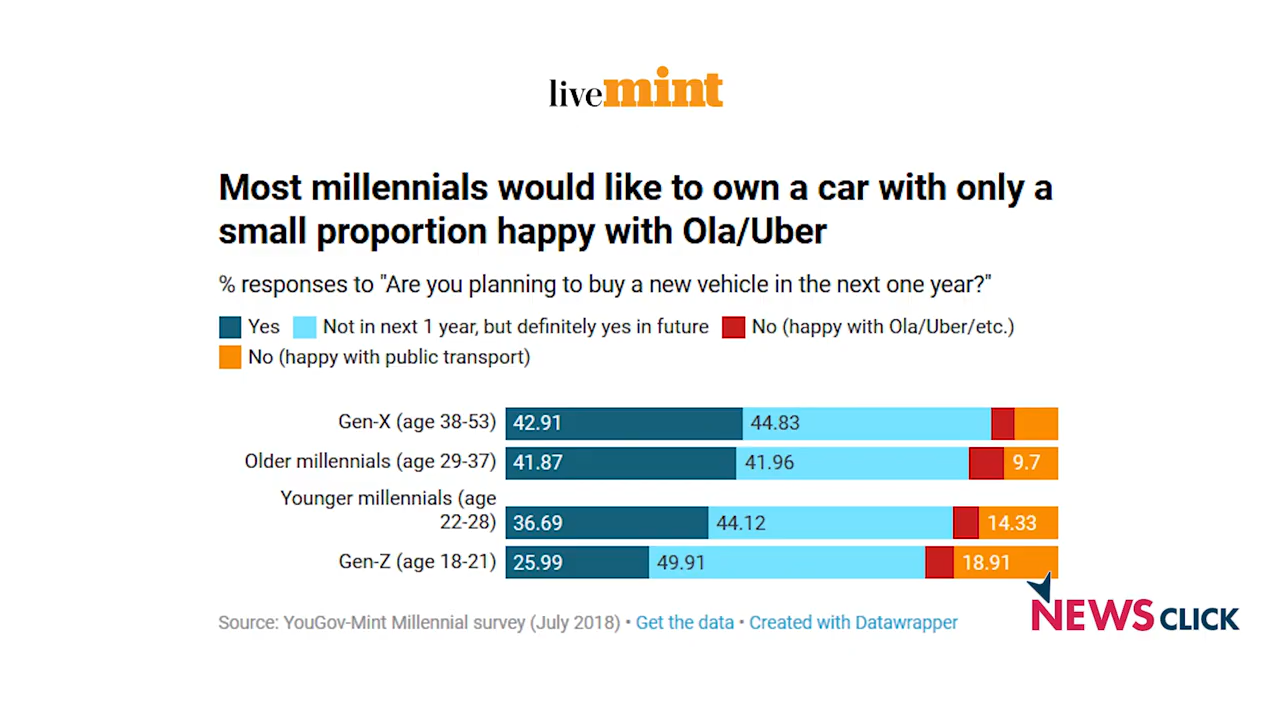 livemint
Most millennials would like to own a car with only a
small proportion happy with Ola/Uber
% responses to "Are you planning to buy a new vehicle in the next one year?"
Yes Not in next 1 year, but definitely yes in future No (happy with Ola/Uber/etc.)
No (happy with public transport)
Gen-X (age 38-53) 42.91 44.83
Older millennials (age 29-37) 41.87 41.96 9.7
Younger millennials (age
22-28) 36.69 44.12 14.33
Gen-Z (age 18-21) 25.99 49.91 18.91
Source: YouGov-Mint Millennial survey (July 2018) • Get the data • Created with Datawrapper
NEWS CLICK